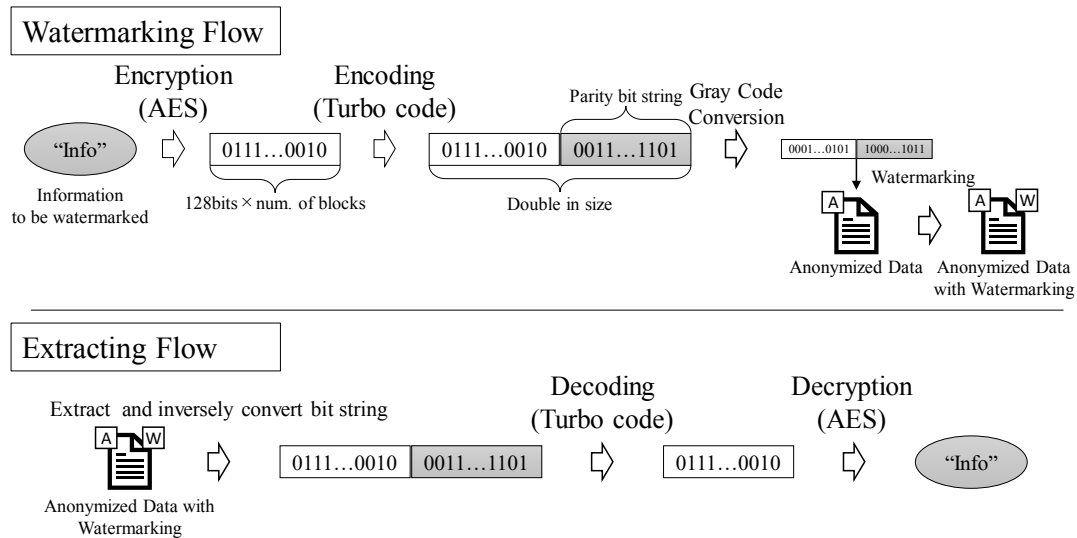 Watermarking Flow
Encryption
(AES)
Encoding
(Turbo code)
Parity bit string
Gray Code
Conversion
“Info”
0111…0010
0111…0010
0011…1101
0001…0101
1000…1011
Information
to be watermarked
128bits × num. of blocks
Double in size
Watermarking
A
A
W
Anonymized Data
Anonymized Data
with Watermarking
Extracting Flow
Extract and inversely convert bit string
Decoding
(Turbo code)
Decryption
(AES)
A
W
0111…0010
0011…1101
0111…0010
“Info”
Anonymized Data with
Watermarking